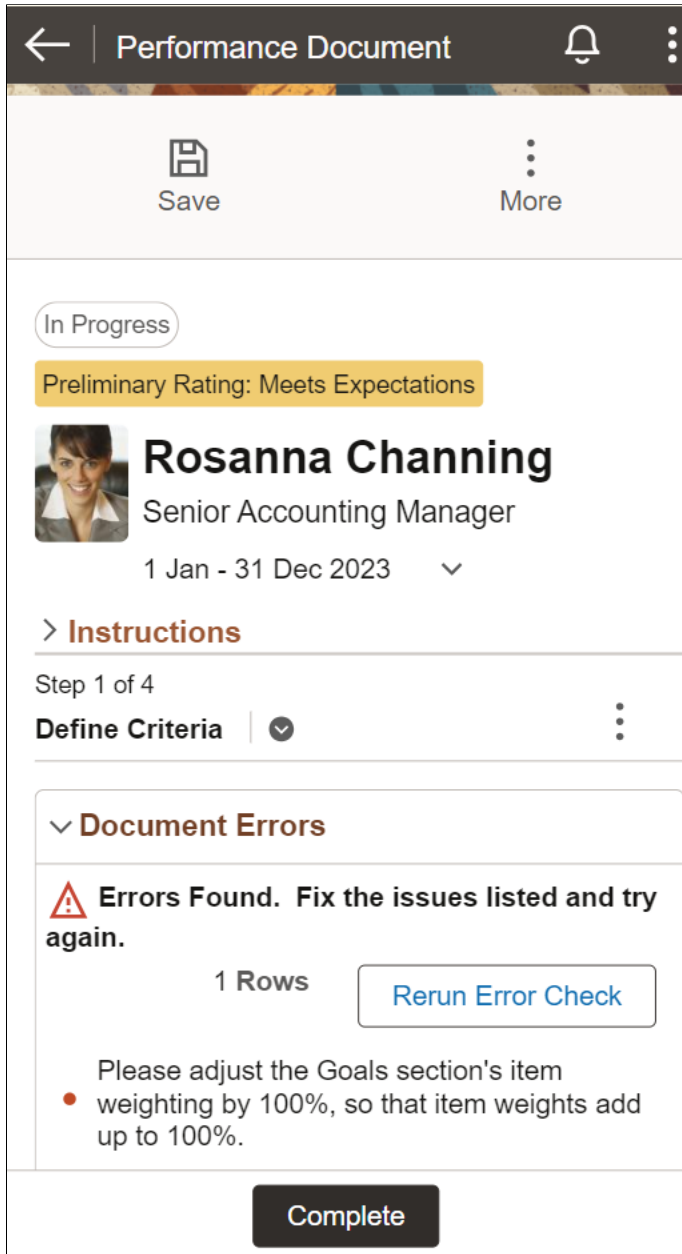 Performance Document
Save
More
In Progress
Preliminary Rating: Meets Expectations
Rosanna Channing
Senior Accounting Manager
1 Jan - 31 Dec 2023
Instructions
Step 1 of 4
Define Criteria
Document Errors
Errors Found.  Fix the issues listed and try
again.
1 Rows
Rerun Error Check
Please adjust the Goals section's item
weighting by 100%, so that item weights add
up to 100%.
Complete